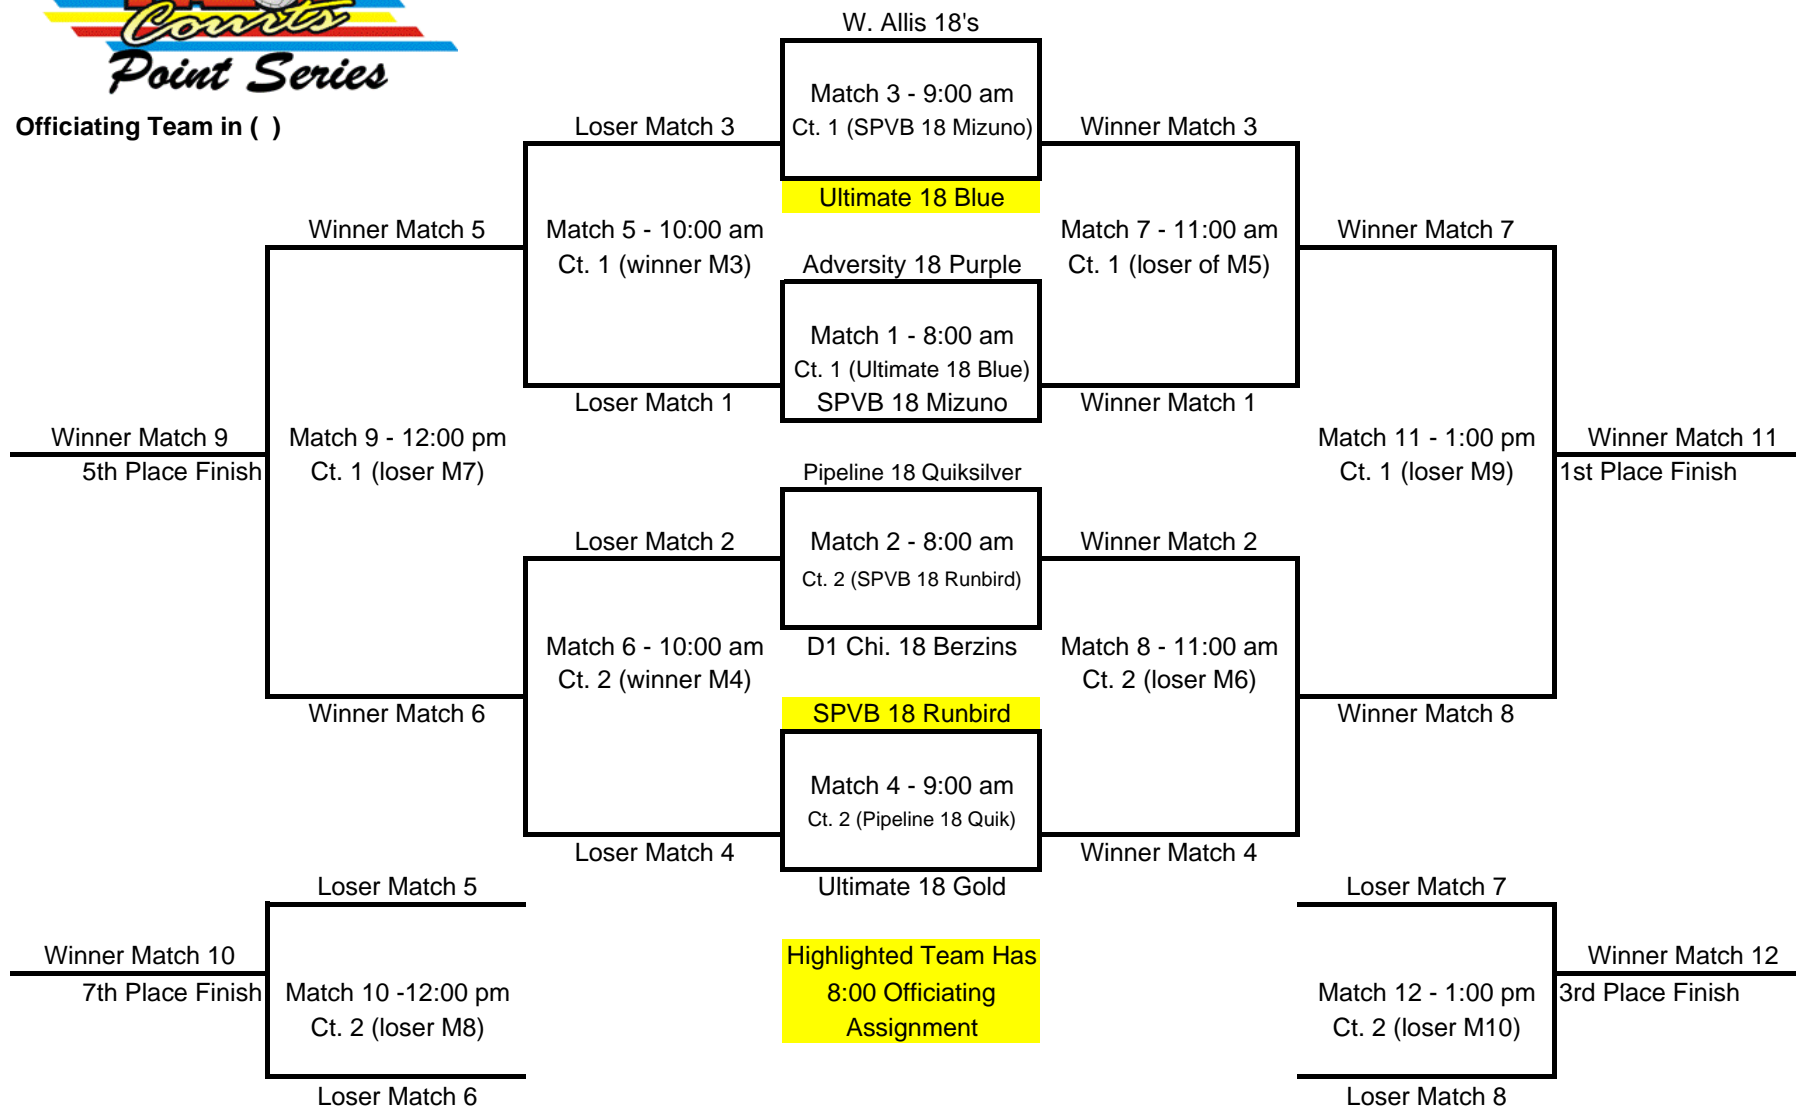 Courts
Point Series
Officiating Team in ( )
W. Allis 18's
Match 3 - 9:00 am
Ct. 1 (SPVB 18 Mizuno)
Loser Match 3
Winner Match 3
Ultimate 18 Blue
Winner Match 5
Match 5 - 10:00 am
Ct. 1 (winner M3)
Match 7 - 11:00 am
Ct. 1 (loser of M5)
Winner Match 7
Adversity 18 Purple
Match 1 - 8:00 am
Ct. 1 (Ultimate 18 Blue)
SPVB 18 Mizuno
Loser Match 1
Winner Match 1
Winner Match 9
5th Place Finish
Match 9 - 12:00 pm
Ct. 1 (loser M7)
Match 11 - 1:00 pm
Ct. 1 (loser M9)
Winner Match 11
1st Place Finish
Pipeline 18 Quiksilver
Loser Match 2
Match 2 - 8:00 am
Ct. 2 (SPVB 18 Runbird)
Winner Match 2
D1 Chi. 18 Berzins
Match 6 - 10:00 am
Ct. 2 (winner M4)
Match 8 - 11:00 am
Ct. 2 (loser M6)
Winner Match 6
SPVB 18 Runbird
Winner Match 8
Match 4 - 9:00 am
Ct. 2 (Pipeline 18 Quik)
Loser Match 4
Winner Match 4
Ultimate 18 Gold
Loser Match 5
Loser Match 7
Winner Match 10
7th Place Finish
Match 10 -12:00 pm
Ct. 2 (loser M8)
Loser Match 6
Highlighted Team Has
8:00 Officiating
Assignment
Winner Match 12
3rd Place Finish
Match 12 - 1:00 pm
Ct. 2 (loser M10)
Loser Match 8